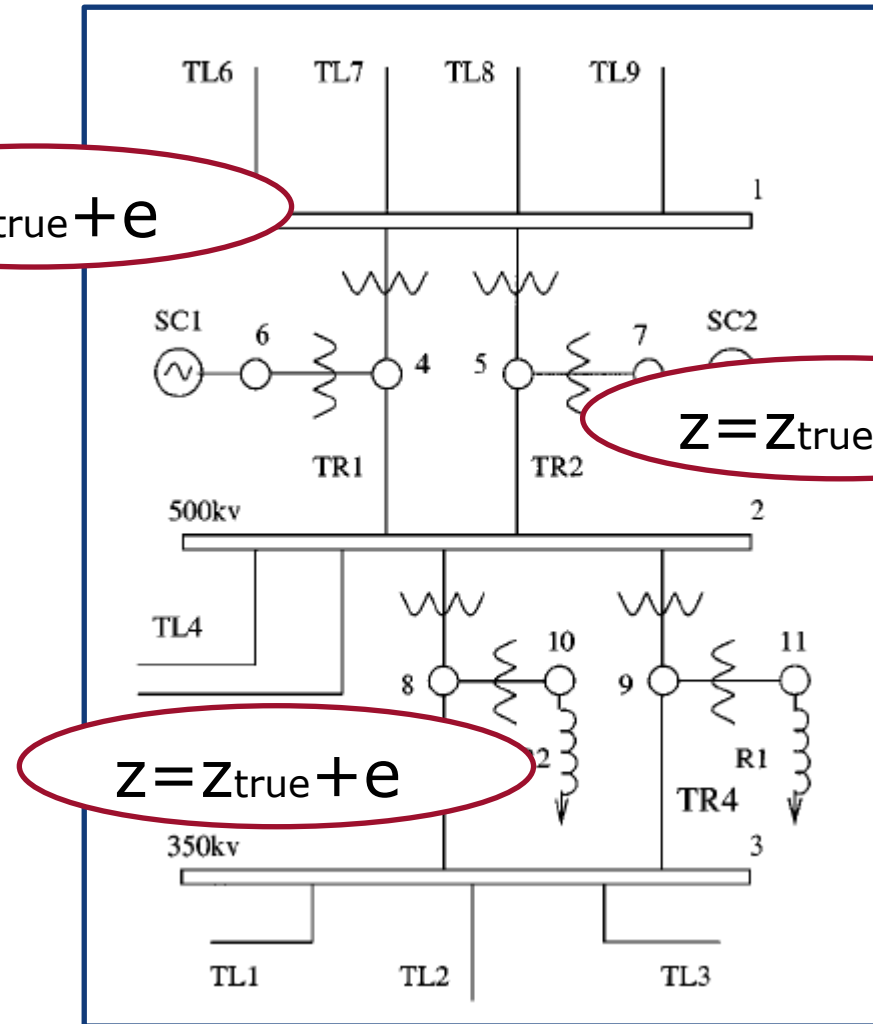 TL6 TL7 TL8 TL9
1
true+e
SC1 6 7 SC2
4 5
z=ztrue
TR1 TR2
500kv 2
TL4
10 11
8 9
2 R1
z=ztrue+e
TR4
350kv 3
TL1 TL2 TL3